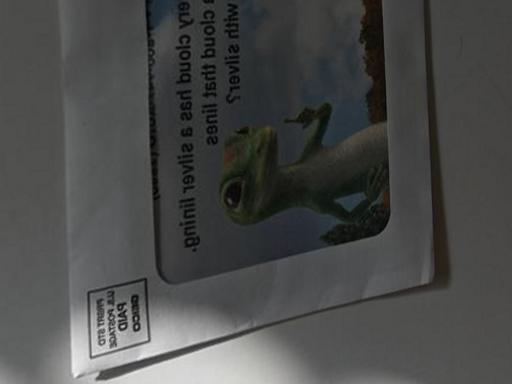 ery cloud has a silver lining.
a cloud that lines
with silver?
PRSRT STD
U.S. POSTAGE
PAID
GEICO